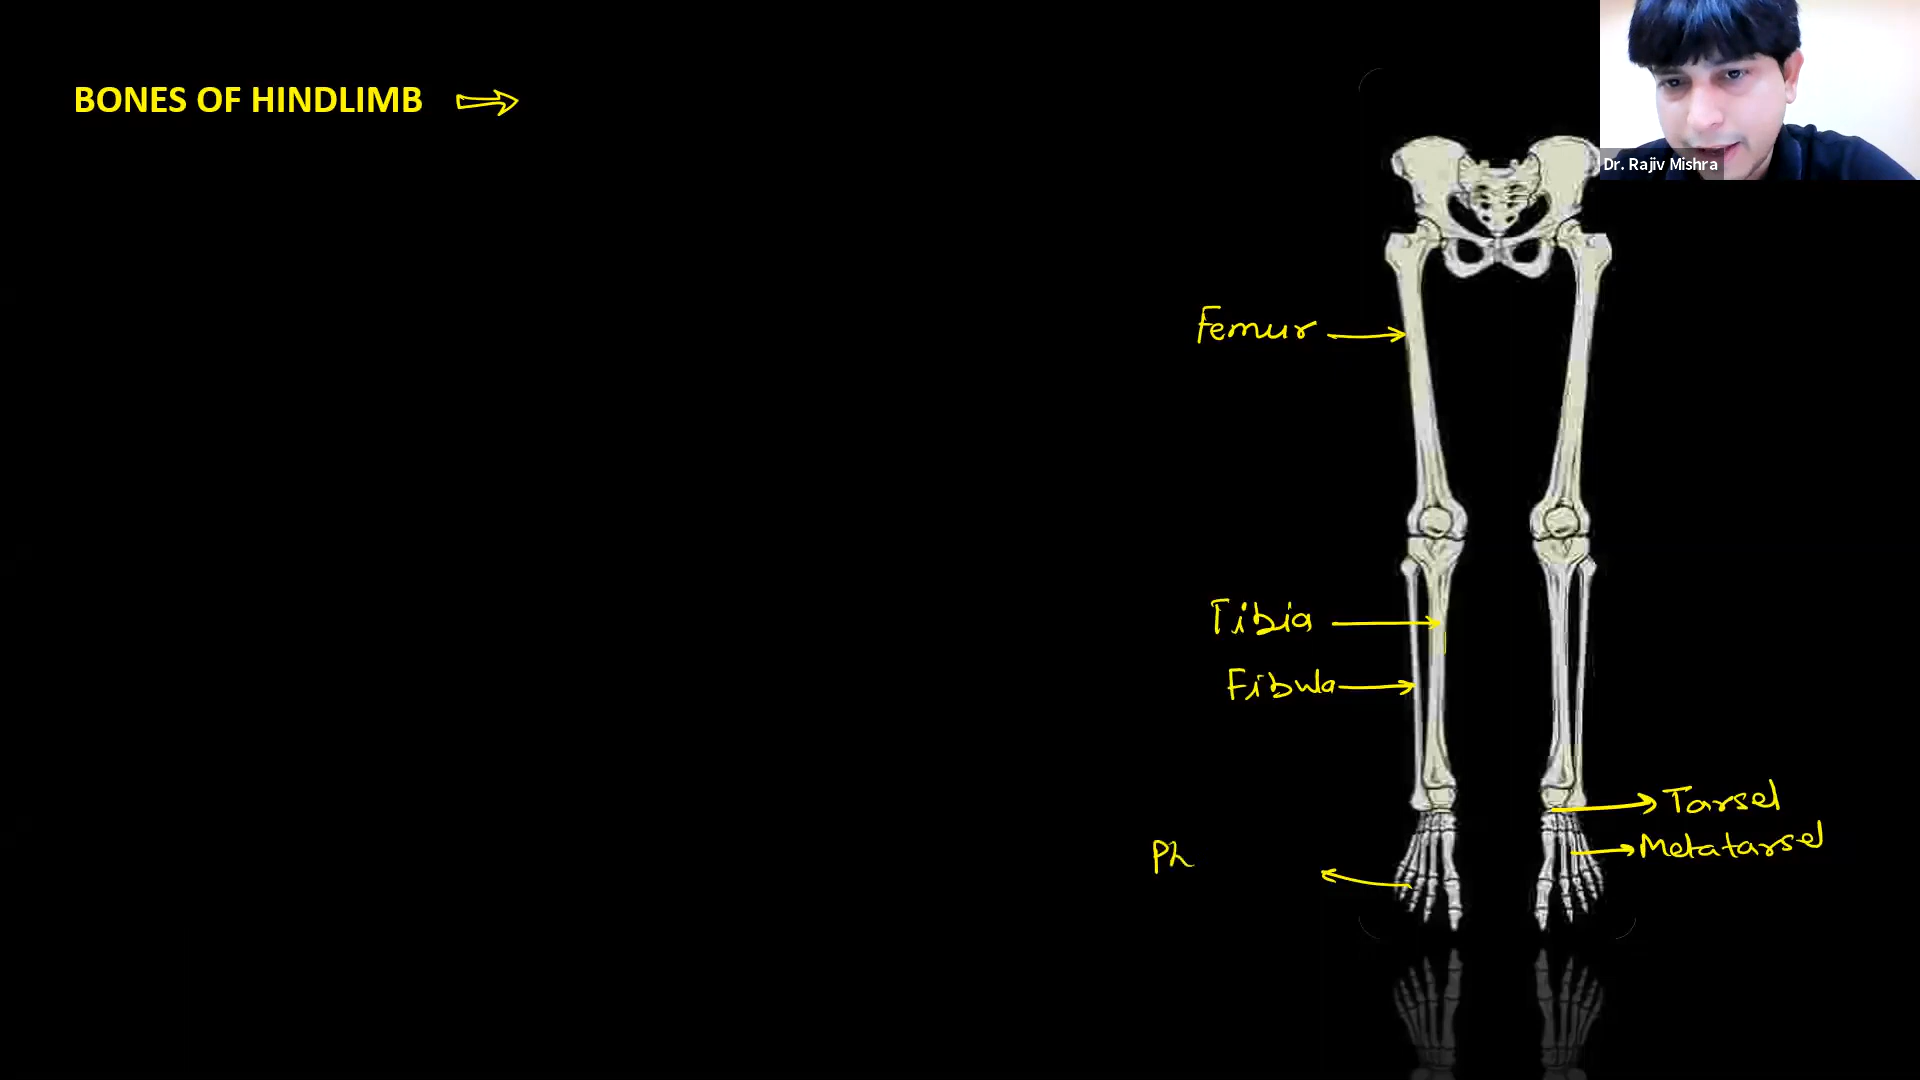 BONES OF HINDLIMB
Dr. Rajiv Mishra
Femur
Tibia
Fibula
Tarsel
Metatarsel
Ph